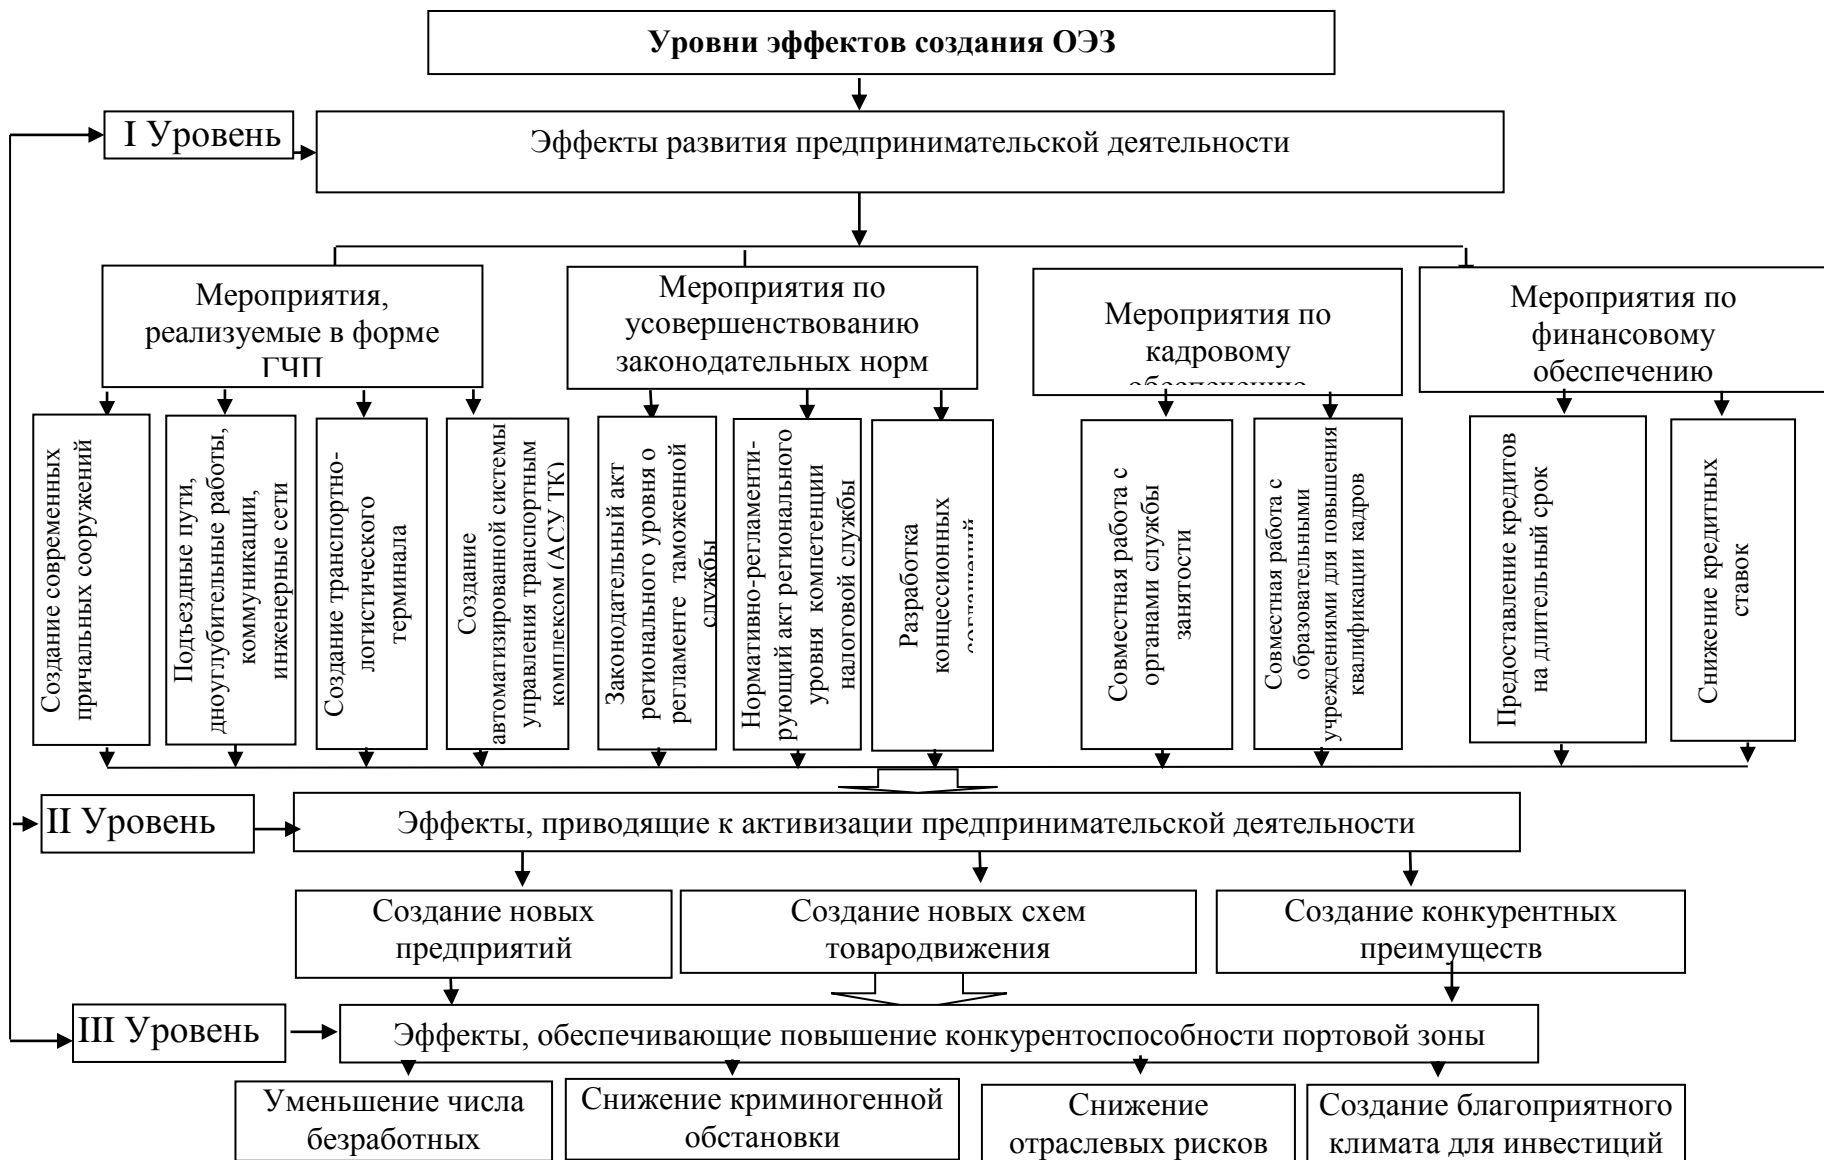 Уровни эффектов создания ОЭЗ
I Уровень
Эффекты развития предпринимательской деятельности
Мероприятия,
реализуемые в форме
ГЧП
Мероприятия по
усовершенствованию
законодательных норм
Мероприятия по
кадровому
обеспечению
Мероприятия по
финансовому
обеспечению
Создание современных
причальных сооружений
Подъездные пути,
дноуглубительные работы,
коммуникации,
инженерные сети
Создание транспортно-
логистического
терминала
Создание
автоматизированной системы
управления транспортным
комплексом (АСУ ТК)
Законодательный акт
регионального уровня о
регламенте таможенной
службы
Нормативно-регламенти-
рующий акт регионального
уровня компетенции
налоговой службы
Разработка
концессионных
соглашений
Совместная работа с
органами службы
занятости
Совместная работа с
образовательными
учреждениями для повышения
квалификации кадров
Предоставление кредитов
на длительный срок
Снижение кредитных
ставок
II Уровень
Эффекты, приводящие к активизации предпринимательской деятельности
Создание новых
предприятий
Создание новых схем
товародвижения
Создание конкурентных
преимуществ
III Уровень
Эффекты, обеспечивающие повышение конкурентоспособности портовой зоны
Уменьшение числа
безработных
Снижение криминогенной
обстановки
Снижение
отраслевых рисков
Создание благоприятного
климата для инвестиций